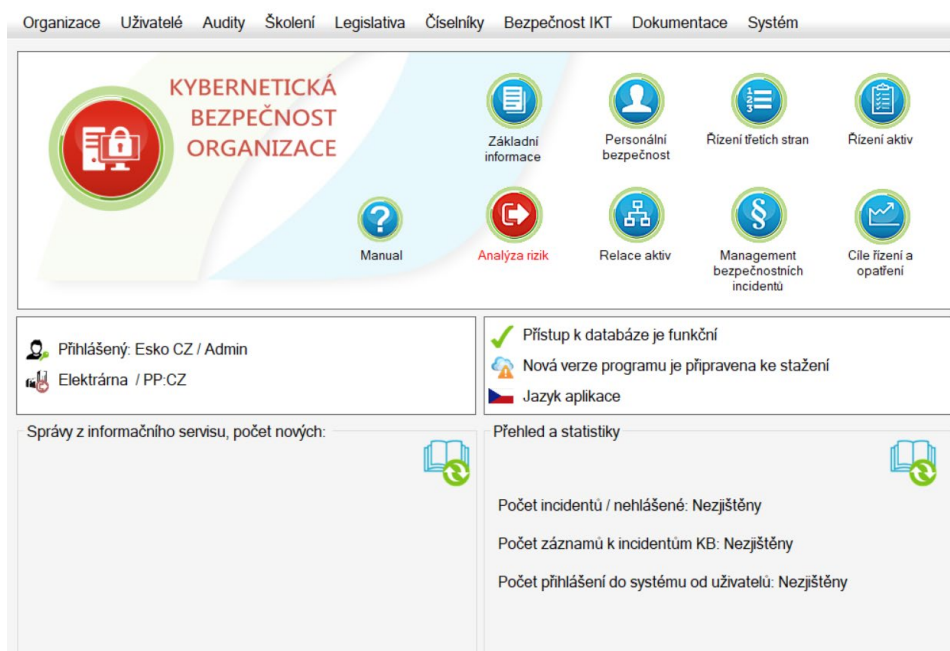 Organizace Uživatelé Audity Školení Legislativa Číselníky Bezpečnost IKT Dokumentace Systém
KYBERNETICKÁ
BEZPEČNOST
ORGANIZACE
Základní
informace
Personální
bezpečnost
Řízení třetích stran
Řízení aktiv
Manual
Analýza rizik
Relace aktiv
Management
bezpečnostních
incidentů
Cíle řízení a
opatření
Přihlášený: Esko CZ / Admin
Elektrárna / PP:CZ
Přístup k databáze je funkční
Nová verze programu je připravena ke stažení
Jazyk aplikace
Správy z informačního servisu, počet nových:
Přehled a statistiky
Počet incidentů / nehlášené: Nezjištěny
Počet záznamů k incidentům KB: Nezjištěny
Počet přihlášení do systému od uživatelů: Nezjištěny